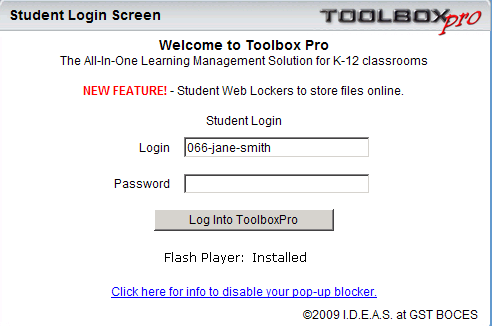 Student Login Screen TOOLBOX pro
Welcome to Toolbox Pro
The All-In-One Learning Management Solution for K-12 classrooms
NEW FEATURE! - Student Web Lockers to store files online.
Student Login
Login 066-jane-smith
Password
Log Into ToolboxPro
Flash Player: Installed
Click here for info to disable your pop-up blocker.
©2009 I.D.E.A.S. at GST BOCES